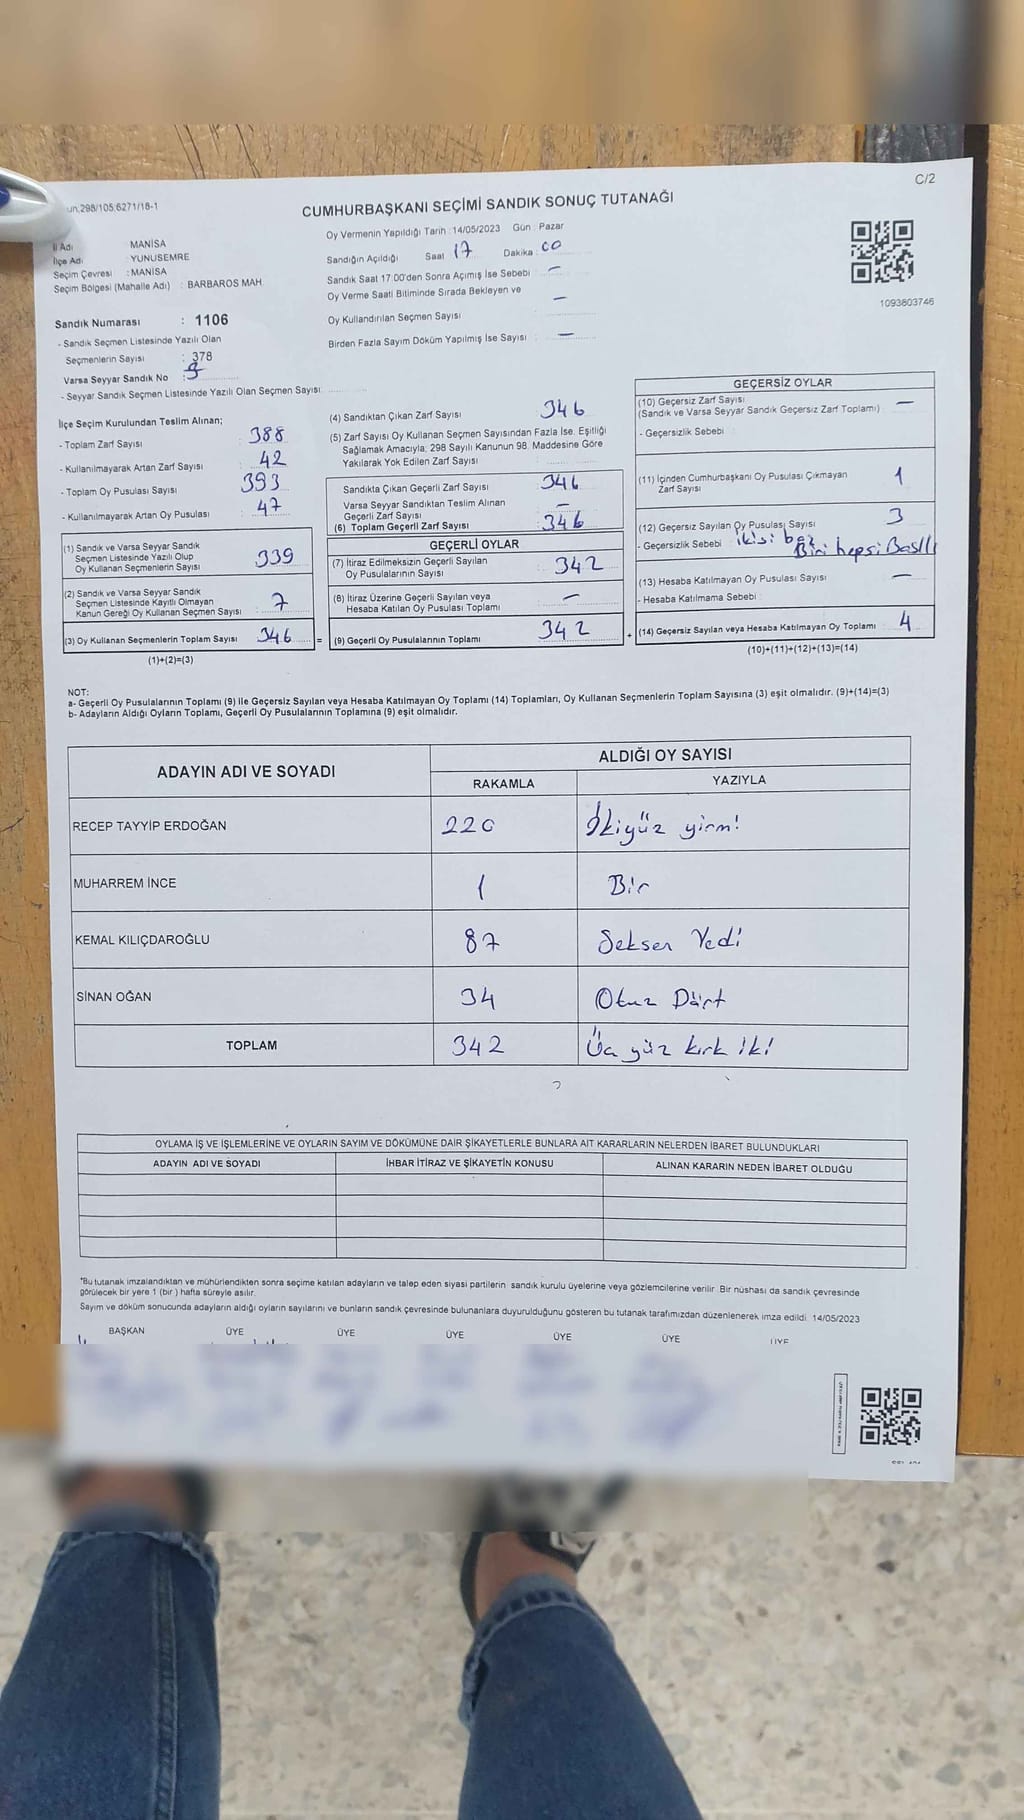 C/2
un.298/105;6271/18-1
CUMHURBAŞKANI SEÇİMİ SANDIK SONUÇ TUTANAĞI
İl Adı : MANİSA
İlçe Adı : YUNUSEMRE
Seçim Çevresi : MANİSA
Seçim Bölgesi (Mahalle Adı) : BARBAROS MAH.
Oy Vermenin Yapıldığı Tarih :14/05/2023 Gün : Pazar
Sandığın Açıldığı Saat 17 Dakika : 00
Sandık Saat 17:00'den Sonra Açımış İse Sebebi : —
Oy Verme Saati Bitiminde Sırada Bekleyen ve
Oy Kullandırılan Seçmen Sayısı : —
Birden Fazla Sayım Döküm Yapılmış İse Sayısı : —
1093803746
Sandık Numarası : 1106
- Sandık Seçmen Listesinde Yazılı Olan
Seçmenlerin Sayısı : 378
Varsa Seyyar Sandık No :
- Seyyar Sandık Seçmen Listesinde Yazılı Olan Seçmen Sayısı:
İlçe Seçim Kurulundan Teslim Alınan;
- Toplam Zarf Sayısı : 388
- Kullanılmayarak Artan Zarf Sayısı : 42
- Toplam Oy Pusulası Sayısı : 393
- Kullanılmayarak Artan Oy Pusulası : 47
(1) Sandık ve Varsa Seyyar Sandık
Seçmen Listesinde Yazılı Olup
Oy Kullanan Seçmenlerin Sayısı : 339
(2) Sandık ve Varsa Seyyar Sandık
Seçmen Listesinde Kayıtlı Olmayan
Kanun Gereği Oy Kullanan Seçmen Sayısı : 7
(3) Oy Kullanan Seçmenlerin Toplam Sayısı : 346 =
(1)+(2)=(3)
(4) Sandıktan Çıkan Zarf Sayısı : 346
(5) Zarf Sayısı Oy Kullanan Seçmen Sayısından Fazla İse, Eşitliği
Sağlamak Amacıyla; 298 Sayılı Kanunun 98. Maddesine Göre
Yakılarak Yok Edilen Zarf Sayısı :
Sandıkta Çıkan Geçerli Zarf Sayısı : 346
Varsa Seyyar Sandıktan Teslim Alınan
Geçerli Zarf Sayısı : —
(6) Toplam Geçerli Zarf Sayısı : 346
GEÇERLİ OYLAR
(7) İtiraz Edilmeksizin Geçerli Sayılan
Oy Pusulalarının Sayısı : 342
(8) İtiraz Üzerine Geçerli Sayılan veya
Hesaba Katılan Oy Pusulası Toplamı : —
(9) Geçerli Oy Pusulalarının Toplamı : 342 +
GEÇERSİZ OYLAR
(10) Geçersiz Zarf Sayısı
(Sandık ve Varsa Seyyar Sandık Geçersiz Zarf Toplamı) : —
- Geçersizlik Sebebi :
(11) İçinden Cumhurbaşkanı Oy Pusulası Çıkmayan
Zarf Sayısı : 1
(12) Geçersiz Sayılan Oy Pusulası Sayısı : 3
- Geçersizlik Sebebi : ikisi boş
Biri hepsi Basılı
(13) Hesaba Katılmayan Oy Pusulası Sayısı : —
- Hesaba Katılmama Sebebi :
(14) Geçersiz Sayılan veya Hesaba Katılmayan Oy Toplamı : 4
(10)+(11)+(12)+(13)=(14)
NOT:
a- Geçerli Oy Pusulalarının Toplamı (9) ile Geçersiz Sayılan veya Hesaba Katılmayan Oy Toplamı (14) Toplamları, Oy Kullanan Seçmenlerin Toplam Sayısına (3) eşit olmalıdır. (9)+(14)=(3)
b- Adayların Aldığı Oyların Toplamı, Geçerli Oy Pusulalarının Toplamına (9) eşit olmalıdır.
ADAYIN ADI VE SOYADI
ALDIĞI OY SAYISI
RAKAMLA YAZIYLA
RECEP TAYYİP ERDOĞAN 220 İkiyüz yirmi
MUHARREM İNCE 1 Bir
KEMAL KILIÇDAROĞLU 87 Seksen Yedi
SİNAN OĞAN 34 Otuz Dört
TOPLAM 342 Üç yüz kırk iki
OYLAMA İŞ VE İŞLEMLERİNE VE OYLARIN SAYIM VE DÖKÜMÜNE DAİR ŞİKAYETLERLE BUNLARA AİT KARARLARIN NELERDEN İBARET BULUNDUKLARI
ADAYIN ADI VE SOYADI İHBAR İTİRAZ VE ŞİKAYETİN KONUSU ALINAN KARARIN NEDEN İBARET OLDUĞU
*Bu tutanak imzalandıktan ve mühürlendikten sonra seçime katılan adayların ve talep eden siyasi partilerin sandık kurulu üyelerine veya gözlemcilerine verilir. Bir nüshası da sandık çevresinde
görülecek bir yere 1 (bir ) hafta süreyle asılır.
Sayım ve döküm sonucunda adayların aldığı oyların sayılarını ve bunların sandık çevresinde bulunanlara duyurulduğunu gösteren bu tutanak tarafımızdan düzenlenerek imza edildi. 14/05/2023
BAŞKAN ÜYE ÜYE ÜYE ÜYE ÜYE ÜYE